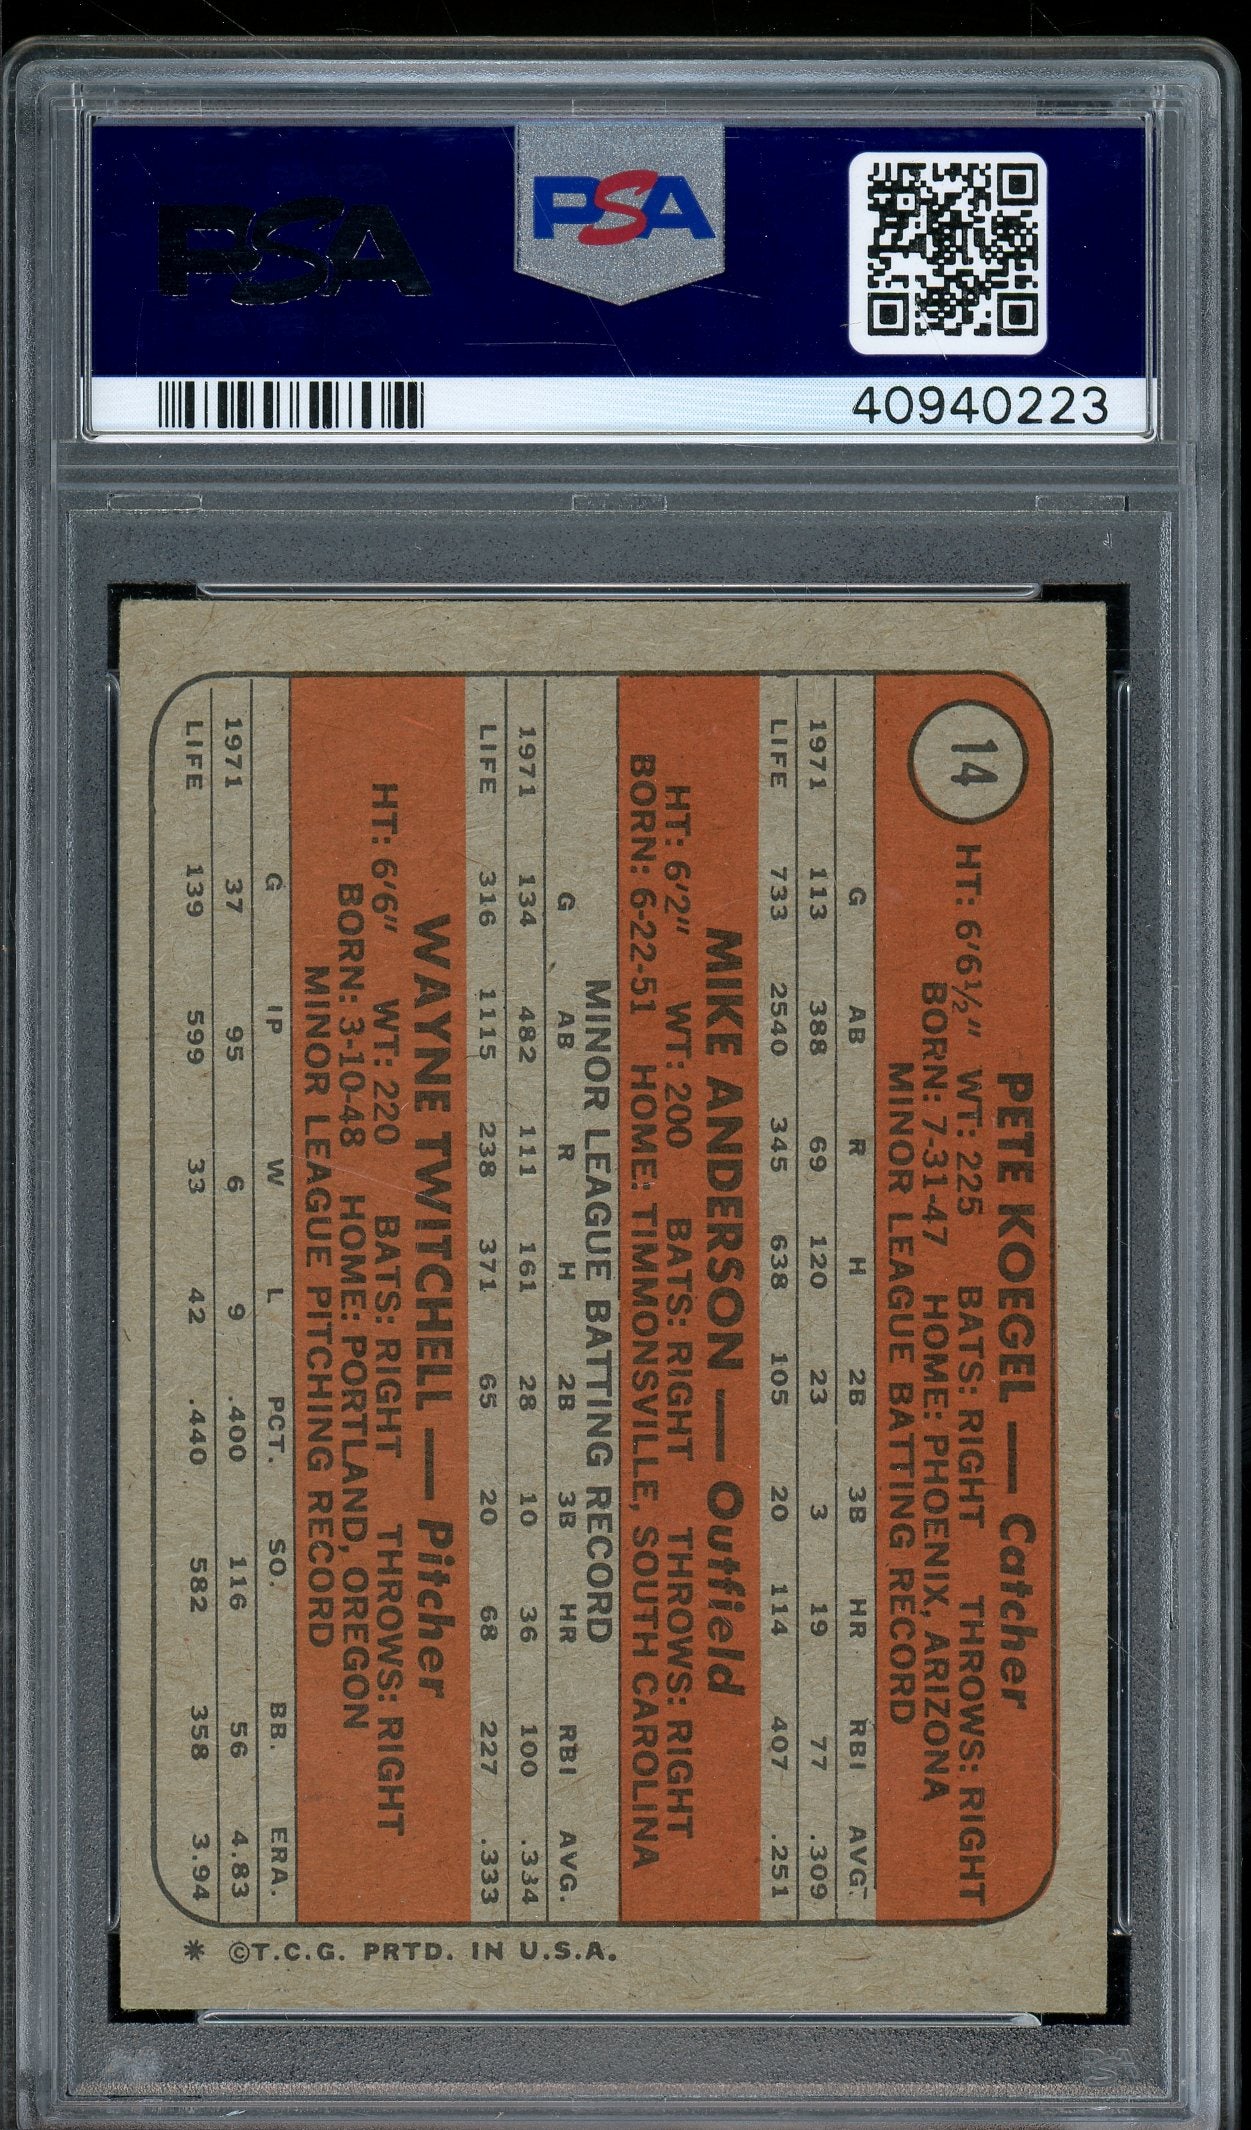 PSA
PSA
40940223
14
PETE KOEGEL — Catcher
HT: 6'6½" WT: 225 BATS: RIGHT THROWS: RIGHT
BORN: 7-31-47 HOME: PHOENIX, ARIZONA
MINOR LEAGUE BATTING RECORD
G AB R H 2B 3B HR RBI AVG.
1971 113 388 69 120 23 3 19 77 .309
LIFE 733 2540 345 638 105 20 114 407 .251
MIKE ANDERSON — Outfield
HT: 6'2" WT: 200 BATS: RIGHT THROWS: RIGHT
BORN: 6-22-51 HOME: TIMMONSVILLE, SOUTH CAROLINA
MINOR LEAGUE BATTING RECORD
G AB R H 2B 3B HR RBI AVG.
1971 134 482 111 161 28 10 36 100 .334
LIFE 316 1115 238 371 65 20 68 227 .333
WAYNE TWITCHELL — Pitcher
HT: 6'6" WT: 220 BATS: RIGHT THROWS: RIGHT
BORN: 3-10-48 HOME: PORTLAND, OREGON
MINOR LEAGUE PITCHING RECORD
G IP W L PCT. SO. BB. ERA.
1971 37 95 6 9 .400 116 56 4.83
LIFE 139 599 33 42 .440 582 358 3.94
* ©T.C.G. PRTD. IN U.S.A.
PSA